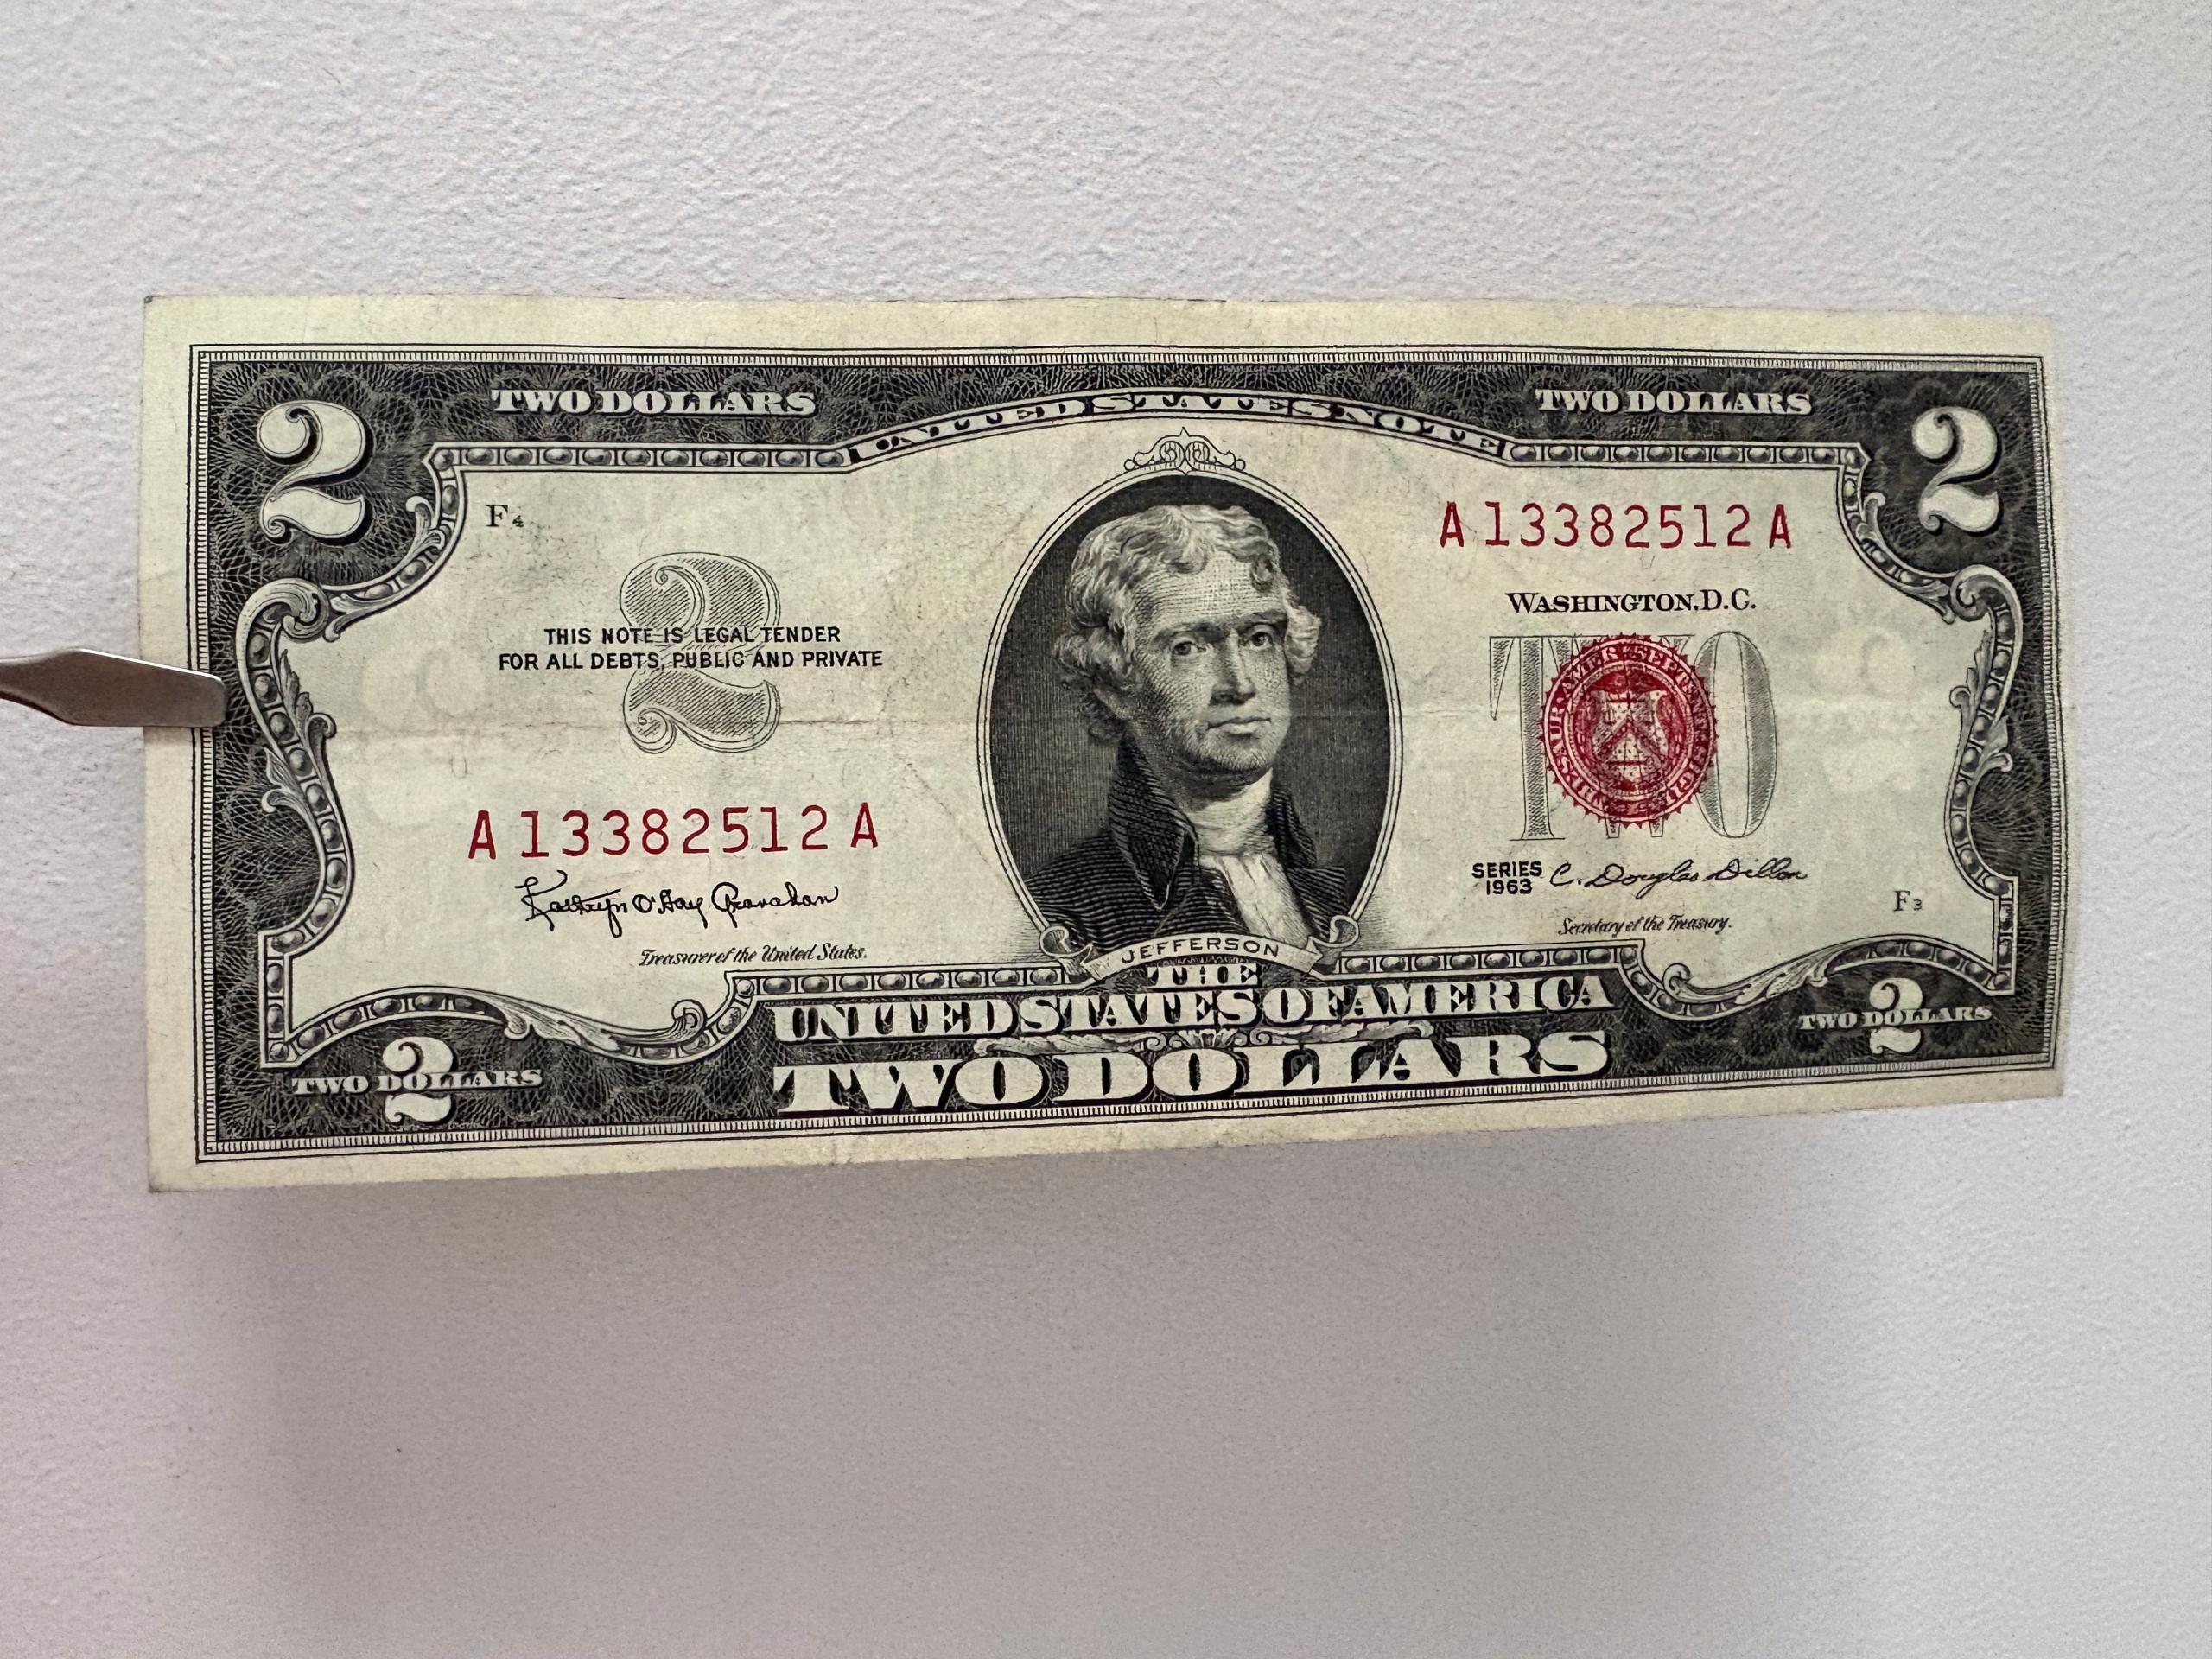 TWO DOLLARS
UNITED STATES NOTE
TWO DOLLARS
2
2
F4
A 13382512 A
WASHINGTON, D.C.
2
THIS NOTE IS LEGAL TENDER
FOR ALL DEBTS, PUBLIC AND PRIVATE
TWO
A 13382512 A
SERIES
1963
C. Douglas Dillon
Kathryn O'Hay Granahan
F3
Secretary of the Treasury.
Treasurer of the United States.
JEFFERSON
THE
UNITED STATES OF AMERICA
TWO DOLLARS
2
TWO DOLLARS
2
TWO DOLLARS